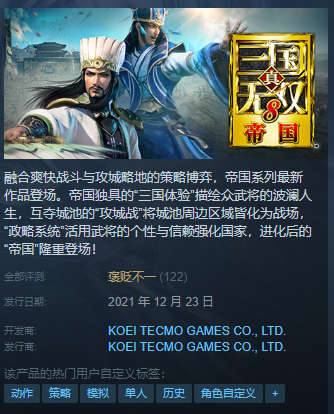 真·三国无双8
帝国
融合爽快战斗与攻城略地的策略博弈，帝国系列最新
作品登场。帝国独具的“三国体验”描绘众武将的波澜人
生，互夺城池的“攻城战”将城池周边区域皆化为战场，
“政略系统”活用武将的个性与信赖强化国家，进化后的
“帝国”隆重登场！
全部评测: 褒贬不一 (122)
发行日期: 2021 年 12 月 23 日
开发商: KOEI TECMO GAMES CO., LTD.
发行商: KOEI TECMO GAMES CO., LTD.
该产品的热门用户自定义标签：
动作 策略 模拟 单人 历史 角色自定义 +